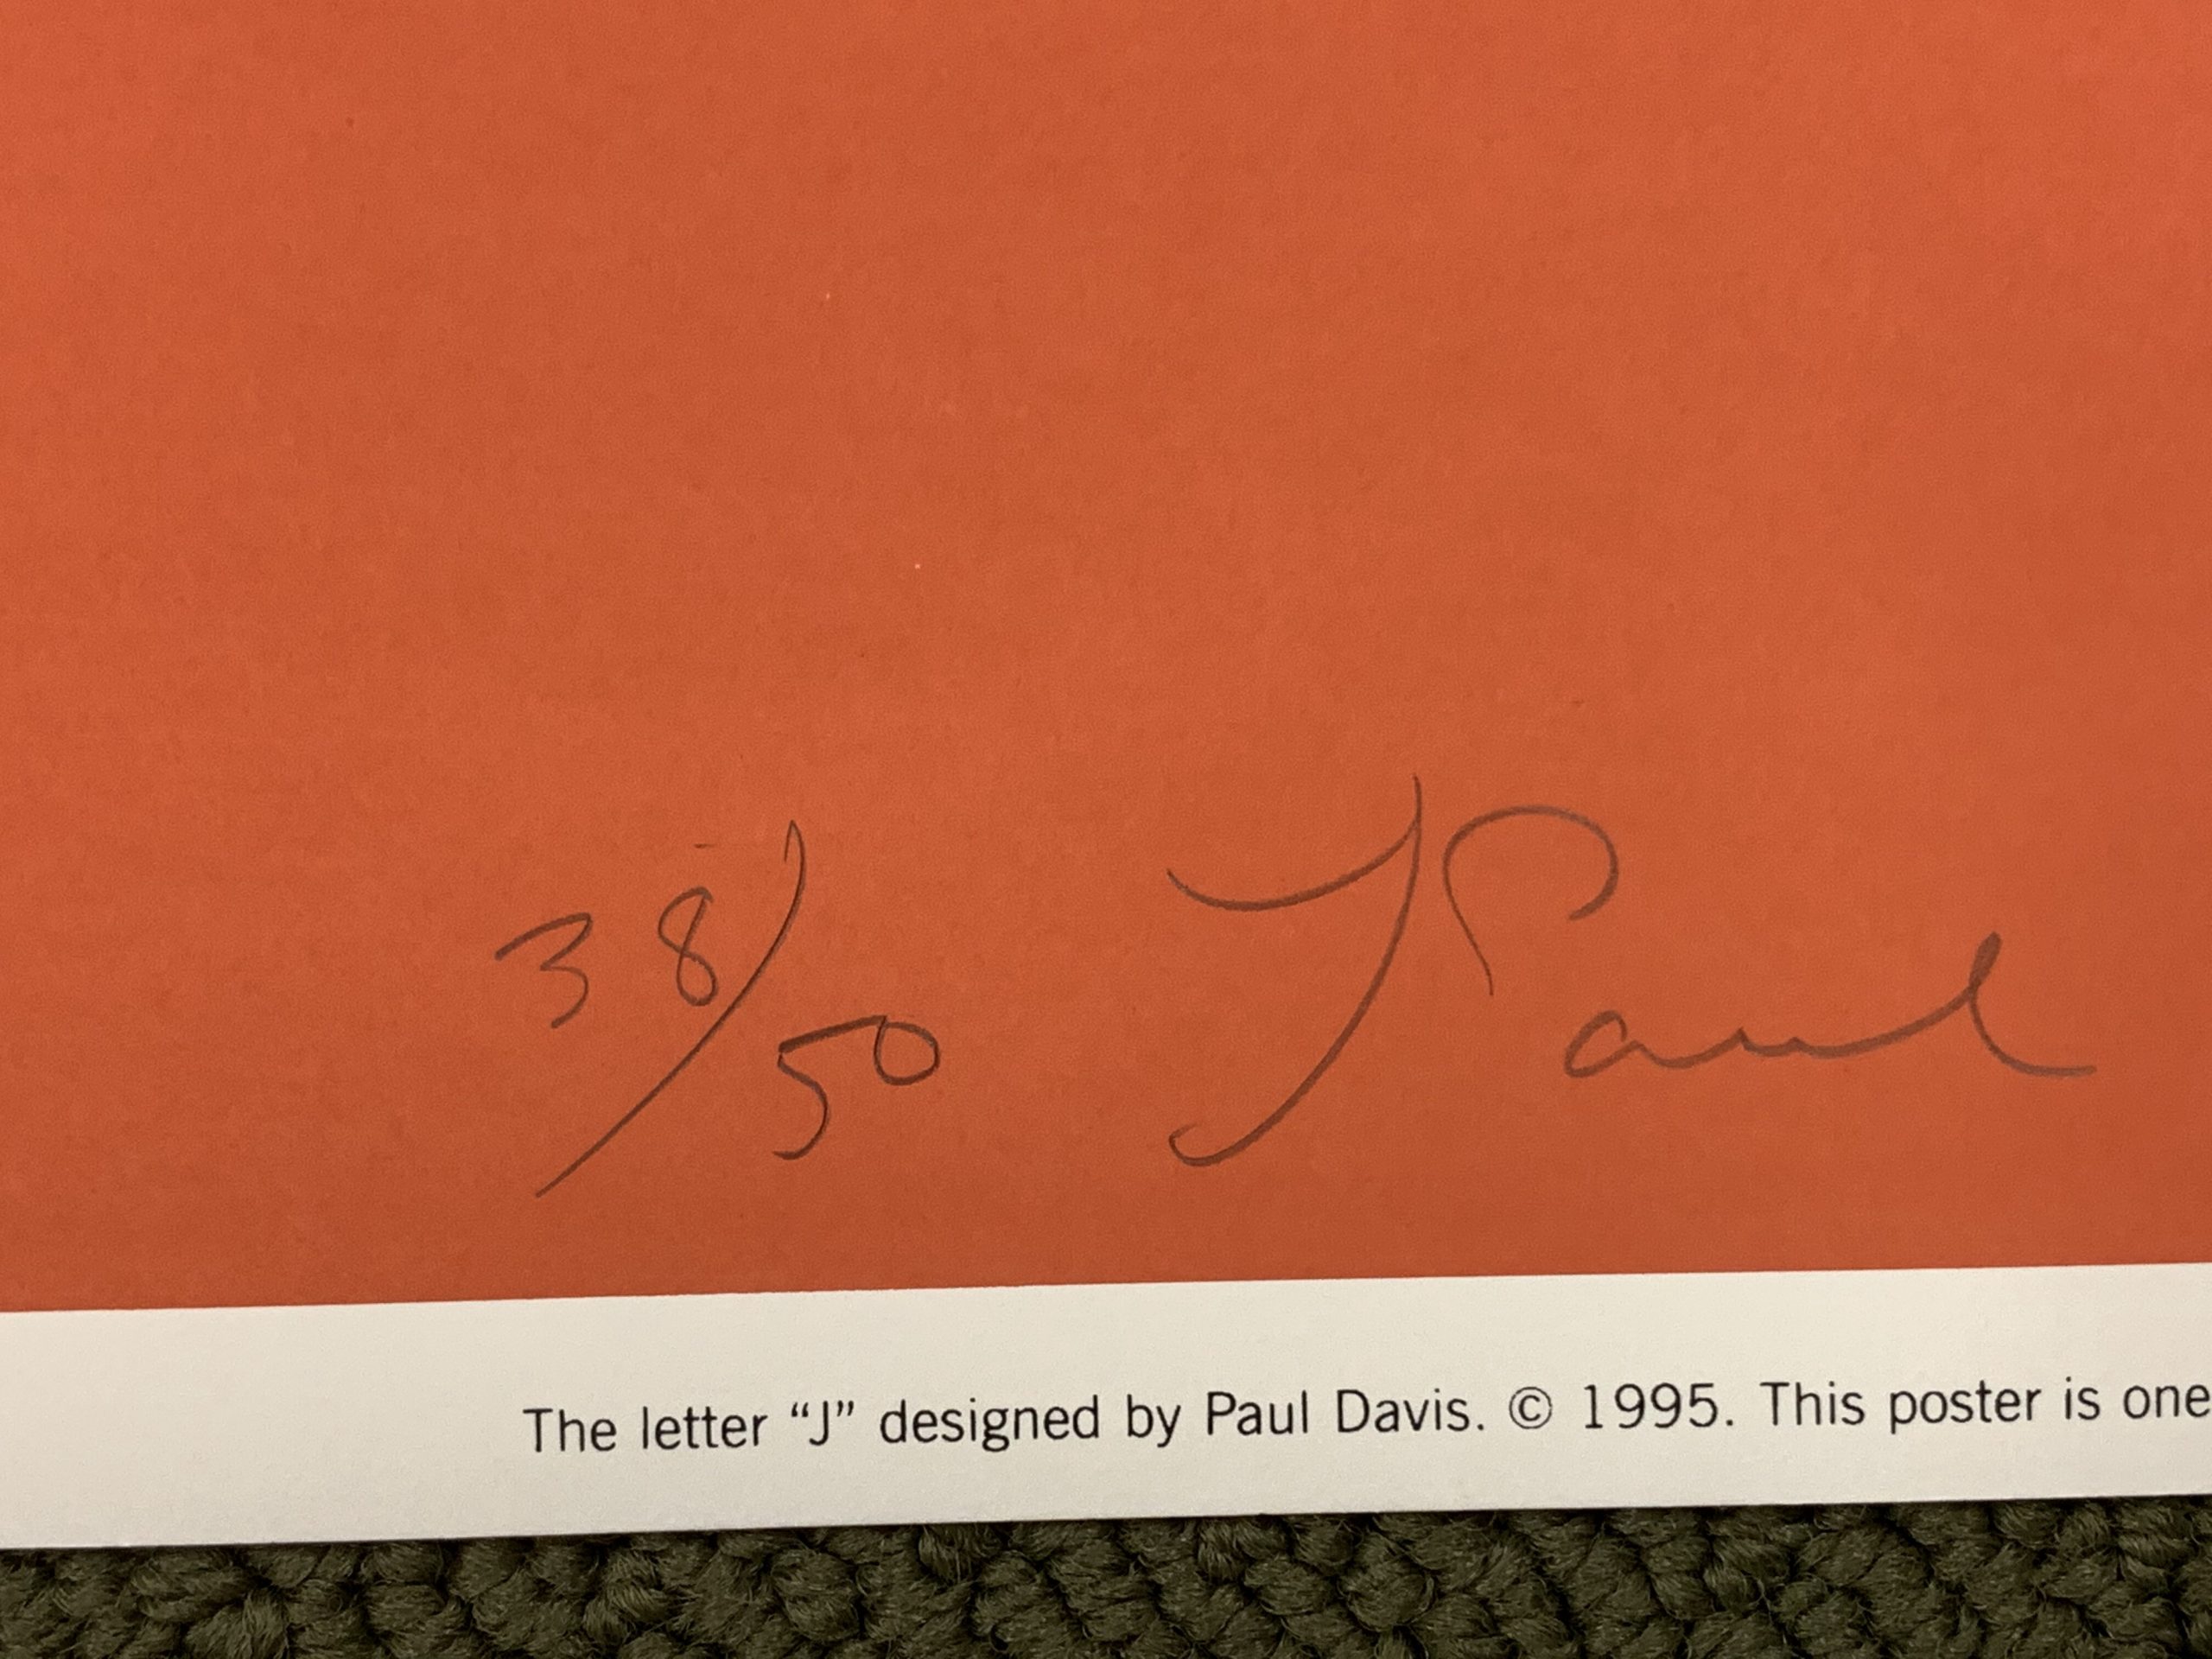 38/50 J Paul
The letter “J” designed by Paul Davis. © 1995. This poster is one